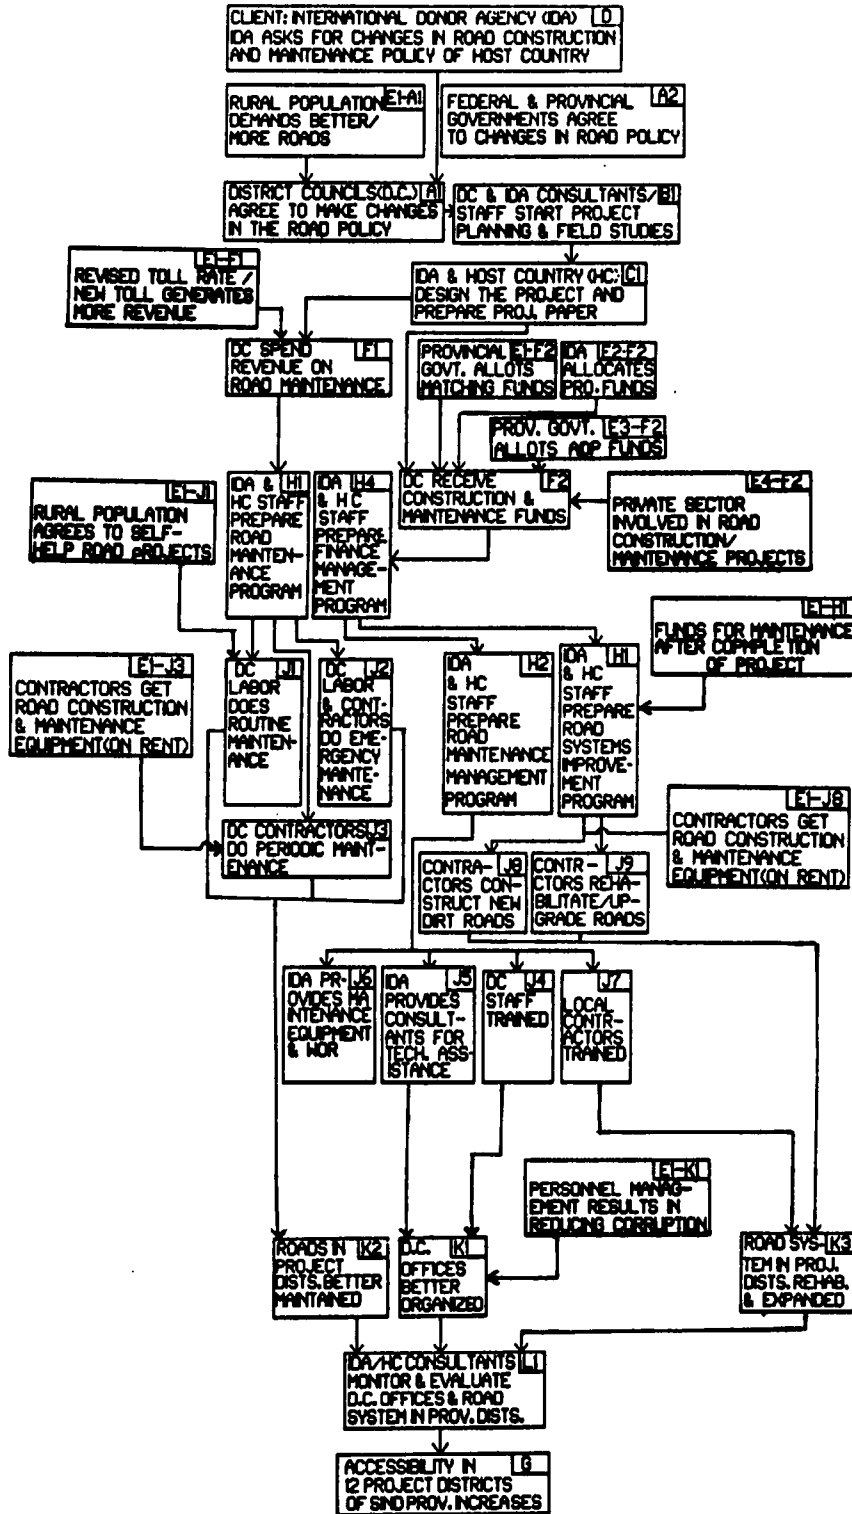 CLIENT: INTERNATIONAL DONOR AGENCY (IDA) D
IDA ASKS FOR CHANGES IN ROAD CONSTRUCTION
AND MAINTENANCE POLICY OF HOST COUNTRY
RURAL POPULATION E1-A1
DEMANDS BETTER/
MORE ROADS
FEDERAL & PROVINCIAL A2
GOVERNMENTS AGREE
TO CHANGES IN ROAD POLICY
DISTRICT COUNCILS(D.C.) A1
AGREE TO MAKE CHANGES
IN THE ROAD POLICY
DC & IDA CONSULTANTS/ B1
STAFF START PROJECT
PLANNING & FIELD STUDIES
E1-F1
REVISED TOLL RATE /
NEW TOLL GENERATES
MORE REVENUE
IDA & HOST COUNTRY (HC) C1
DESIGN THE PROJECT AND
PREPARE PROJ. PAPER
DC SPEND F1
REVENUE ON
ROAD MAINTENANCE
PROVINCIAL E1-F2
GOVT. ALLOTS
MATCHING FUNDS
IDA E2-F2
ALLOCATES
PRO. FUNDS
PROV. GOVT. E3-F2
ALLOTS ADP FUNDS
E1-J1
RURAL POPULATION
AGREES TO SELF-
HELP ROAD PROJECTS
IDA & H1
HC STAFF
PREPARE
ROAD
MAINTEN-
ANCE
PROGRAM
IDA H4
& H C
STAFF
PREPARE
FINANCE
MANAGE-
MENT
PROGRAM
DC RECEIVE F2
CONSTRUCTION &
MAINTENANCE FUNDS
E4-F2
PRIVATE SECTOR
INVOLVED IN ROAD
CONSTRUCTION/
MAINTENANCE PROJECTS
E1-H1
FUNDS FOR MAINTENANCE
AFTER COPMPLETION
OF PROJECT
E1-J3
CONTRACTORS GET
ROAD CONSTRUCTION
& MAINTENANCE
EQUIPMENT(ON RENT)
DC J1
LABOR
DOES
ROUTINE
MAINTEN-
ANCE
DC J2
LABOR
& CONT-
RACTORS
DO EME-
RGENCY
MAINTE-
NANCE
IDA H2
& HC
STAFF
PREPARE
ROAD
MAINTENANCE
MANAGEMENT
PROGRAM
IDA H1
& HC
STAFF
PREPARE
ROAD
SYSTEMS
IMPROVE-
MENT
PROGRAM
E1-J8
CONTRACTORS GET
ROAD CONSTRUCTION
& MAINTENANCE
EQUIPMENT(ON RENT)
DC CONTRACTORS J3
DO PERIODIC MAINT-
ENANCE
CONTRA- J8
CTORS CON-
STRUCT NEW
DIRT ROADS
CONTR- J9
CTORS REHA-
BILITATE/UP-
GRADE ROADS
IDA PR- J6
OVIDES MA
INTENANCE
EQUIPMENT
& WOR
IDA J5
PROVIDES
CONSULT-
ANTS FOR
TECH. ASS-
ISTANCE
DC J4
STAFF
TRAINED
J7
LOCAL
CONTR-
ACTORS
TRAINED
E1-K1
PERSONNEL MANAG-
EMENT RESULTS IN
REDUCING CORRUPTION
ROADS IN K2
PROJECT
DISTS. BETTER
MAINTAINED
D.C. K1
OFFICES
BETTER
ORGANIZED
ROAD SYS- K3
TEM IN PROJ.
DISTS. REHAB.
& EXPANDED
IDA/HC CONSULTANTS L1
MONITOR & EVALUATE
D.C. OFFICES & ROAD
SYSTEM IN PROV. DISTS.
ACCESSIBILITY IN G
12 PROJECT DISTRICTS
OF SIND PROV. INCREASES